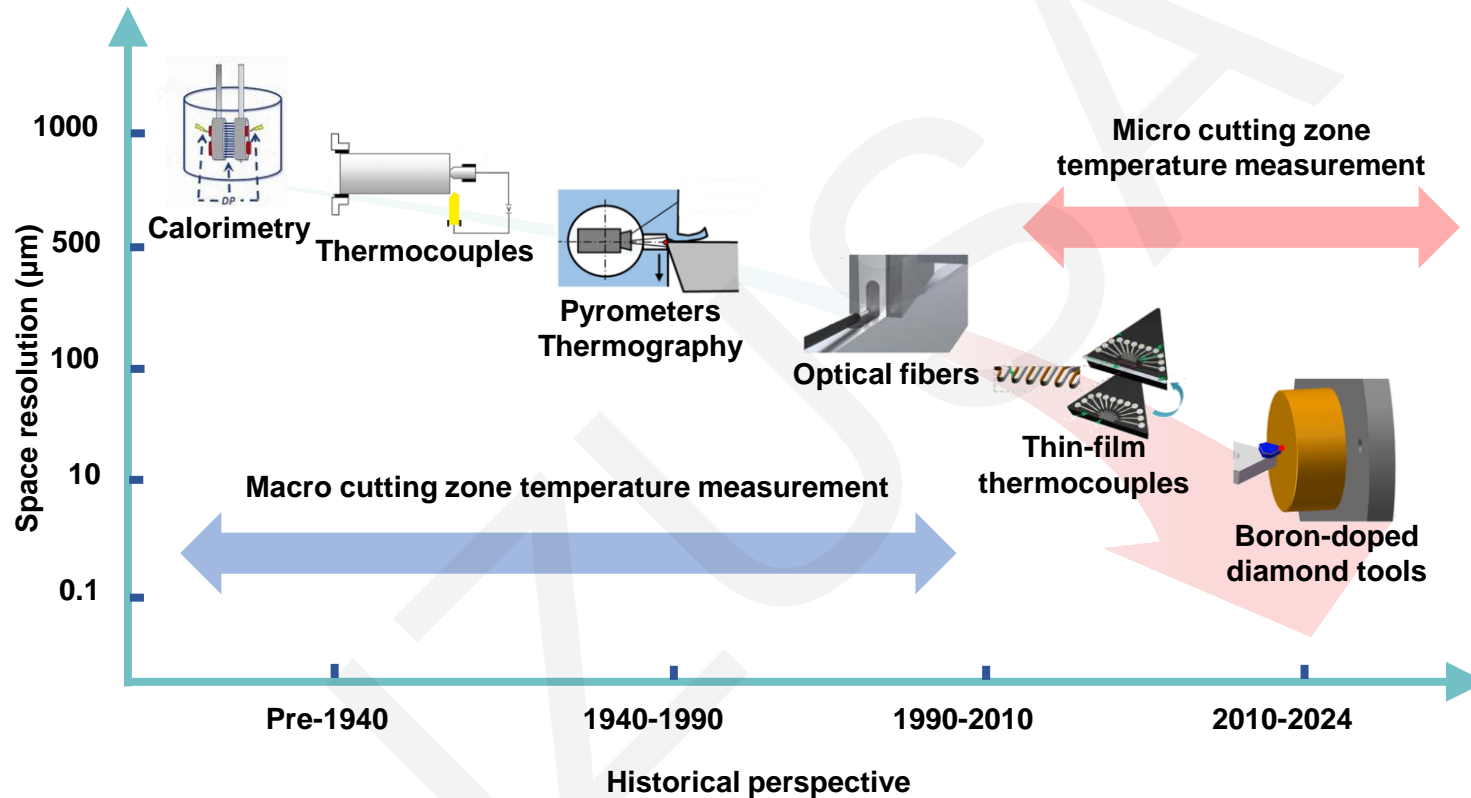 Space resolution (μm)
1000
500
100
10
0.1
DP
Calorimetry
V
Thermocouples
Pyrometers
Thermography
Optical fibers
Thin-film
thermocouples
Boron-doped
diamond tools
Micro cutting zone
temperature measurement
Macro cutting zone temperature measurement
Pre-1940
1940-1990
1990-2010
2010-2024
Historical perspective
IZUSA